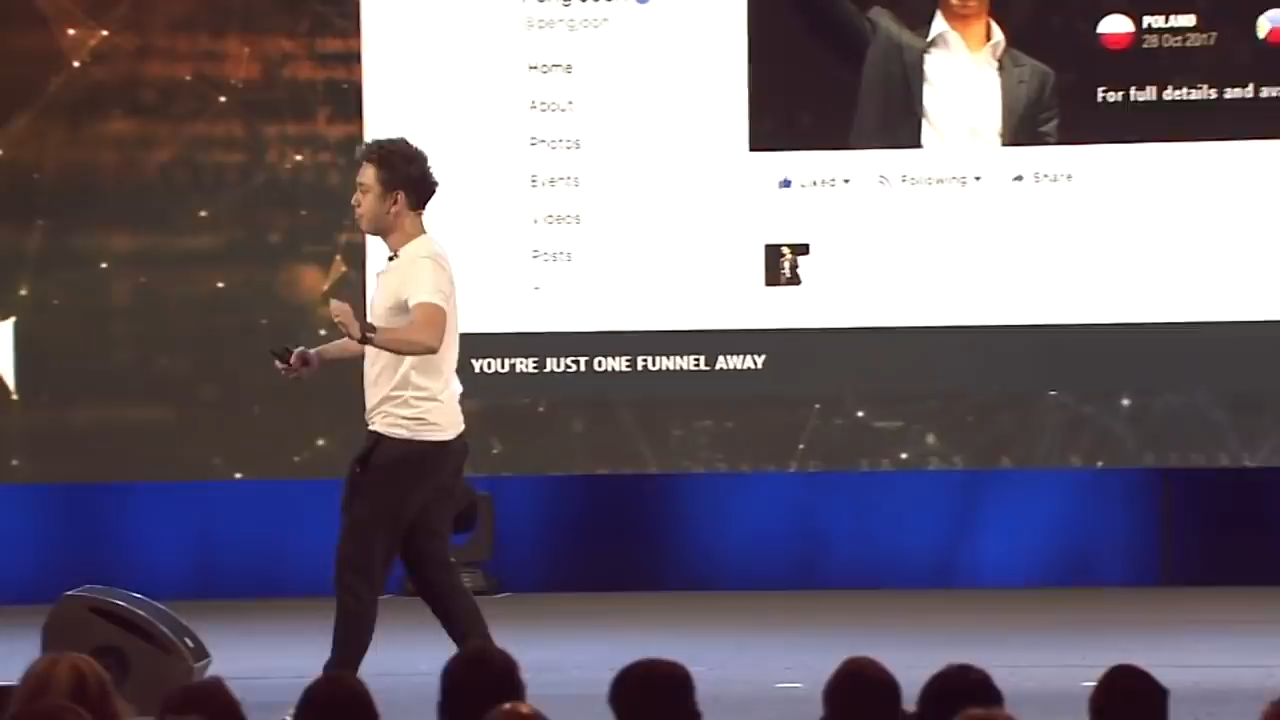 @pengjoon
Home
About
Photos
Events
Videos
Posts
POLAND
28 Oct 2017
For full details and
Liked
Following
Share
YOU'RE JUST ONE FUNNEL AWAY